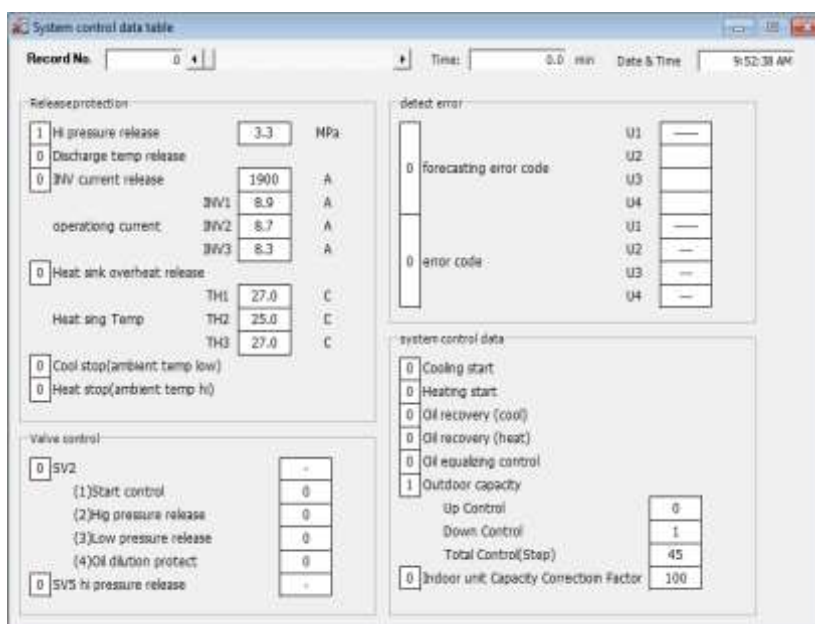 System control data table
Record No. 0 Time: 0.0 min Date & Time 9:52:38 AM
Releaseprotection
1 Hi pressure release 3.3 MPa
0 Discharge temp release
0 INV current release 1900 A
INV1 8.9 A
operationg current INV2 8.7 A
INV3 8.3 A
0 Heat sink overheat release
TH1 27.0 C
Heat sing Temp TH2 25.0 C
TH3 27.0 C
0 Cool stop(ambient temp low)
0 Heat stop(ambient temp hi)
Valve control
0 SV2 -
(1)Start control 0
(2)Hig pressure release 0
(3)Low pressure release 0
(4)Oil dilution protect 0
0 SV5 hi pressure release -
detect error
U1 -----
U2
0 forecasting error code
U3
U4
U1 -----
U2 ---
0 error code
U3 ---
U4 ---
system control data
0 Cooling start
0 Heating start
0 Oil recovery (cool)
0 Oil recovery (heat)
0 Oil equalizing control
1 Outdoor capacity
Up Control 0
Down Control 1
Total Control(Step) 45
0 Indoor unit Capacity Correction Factor 100